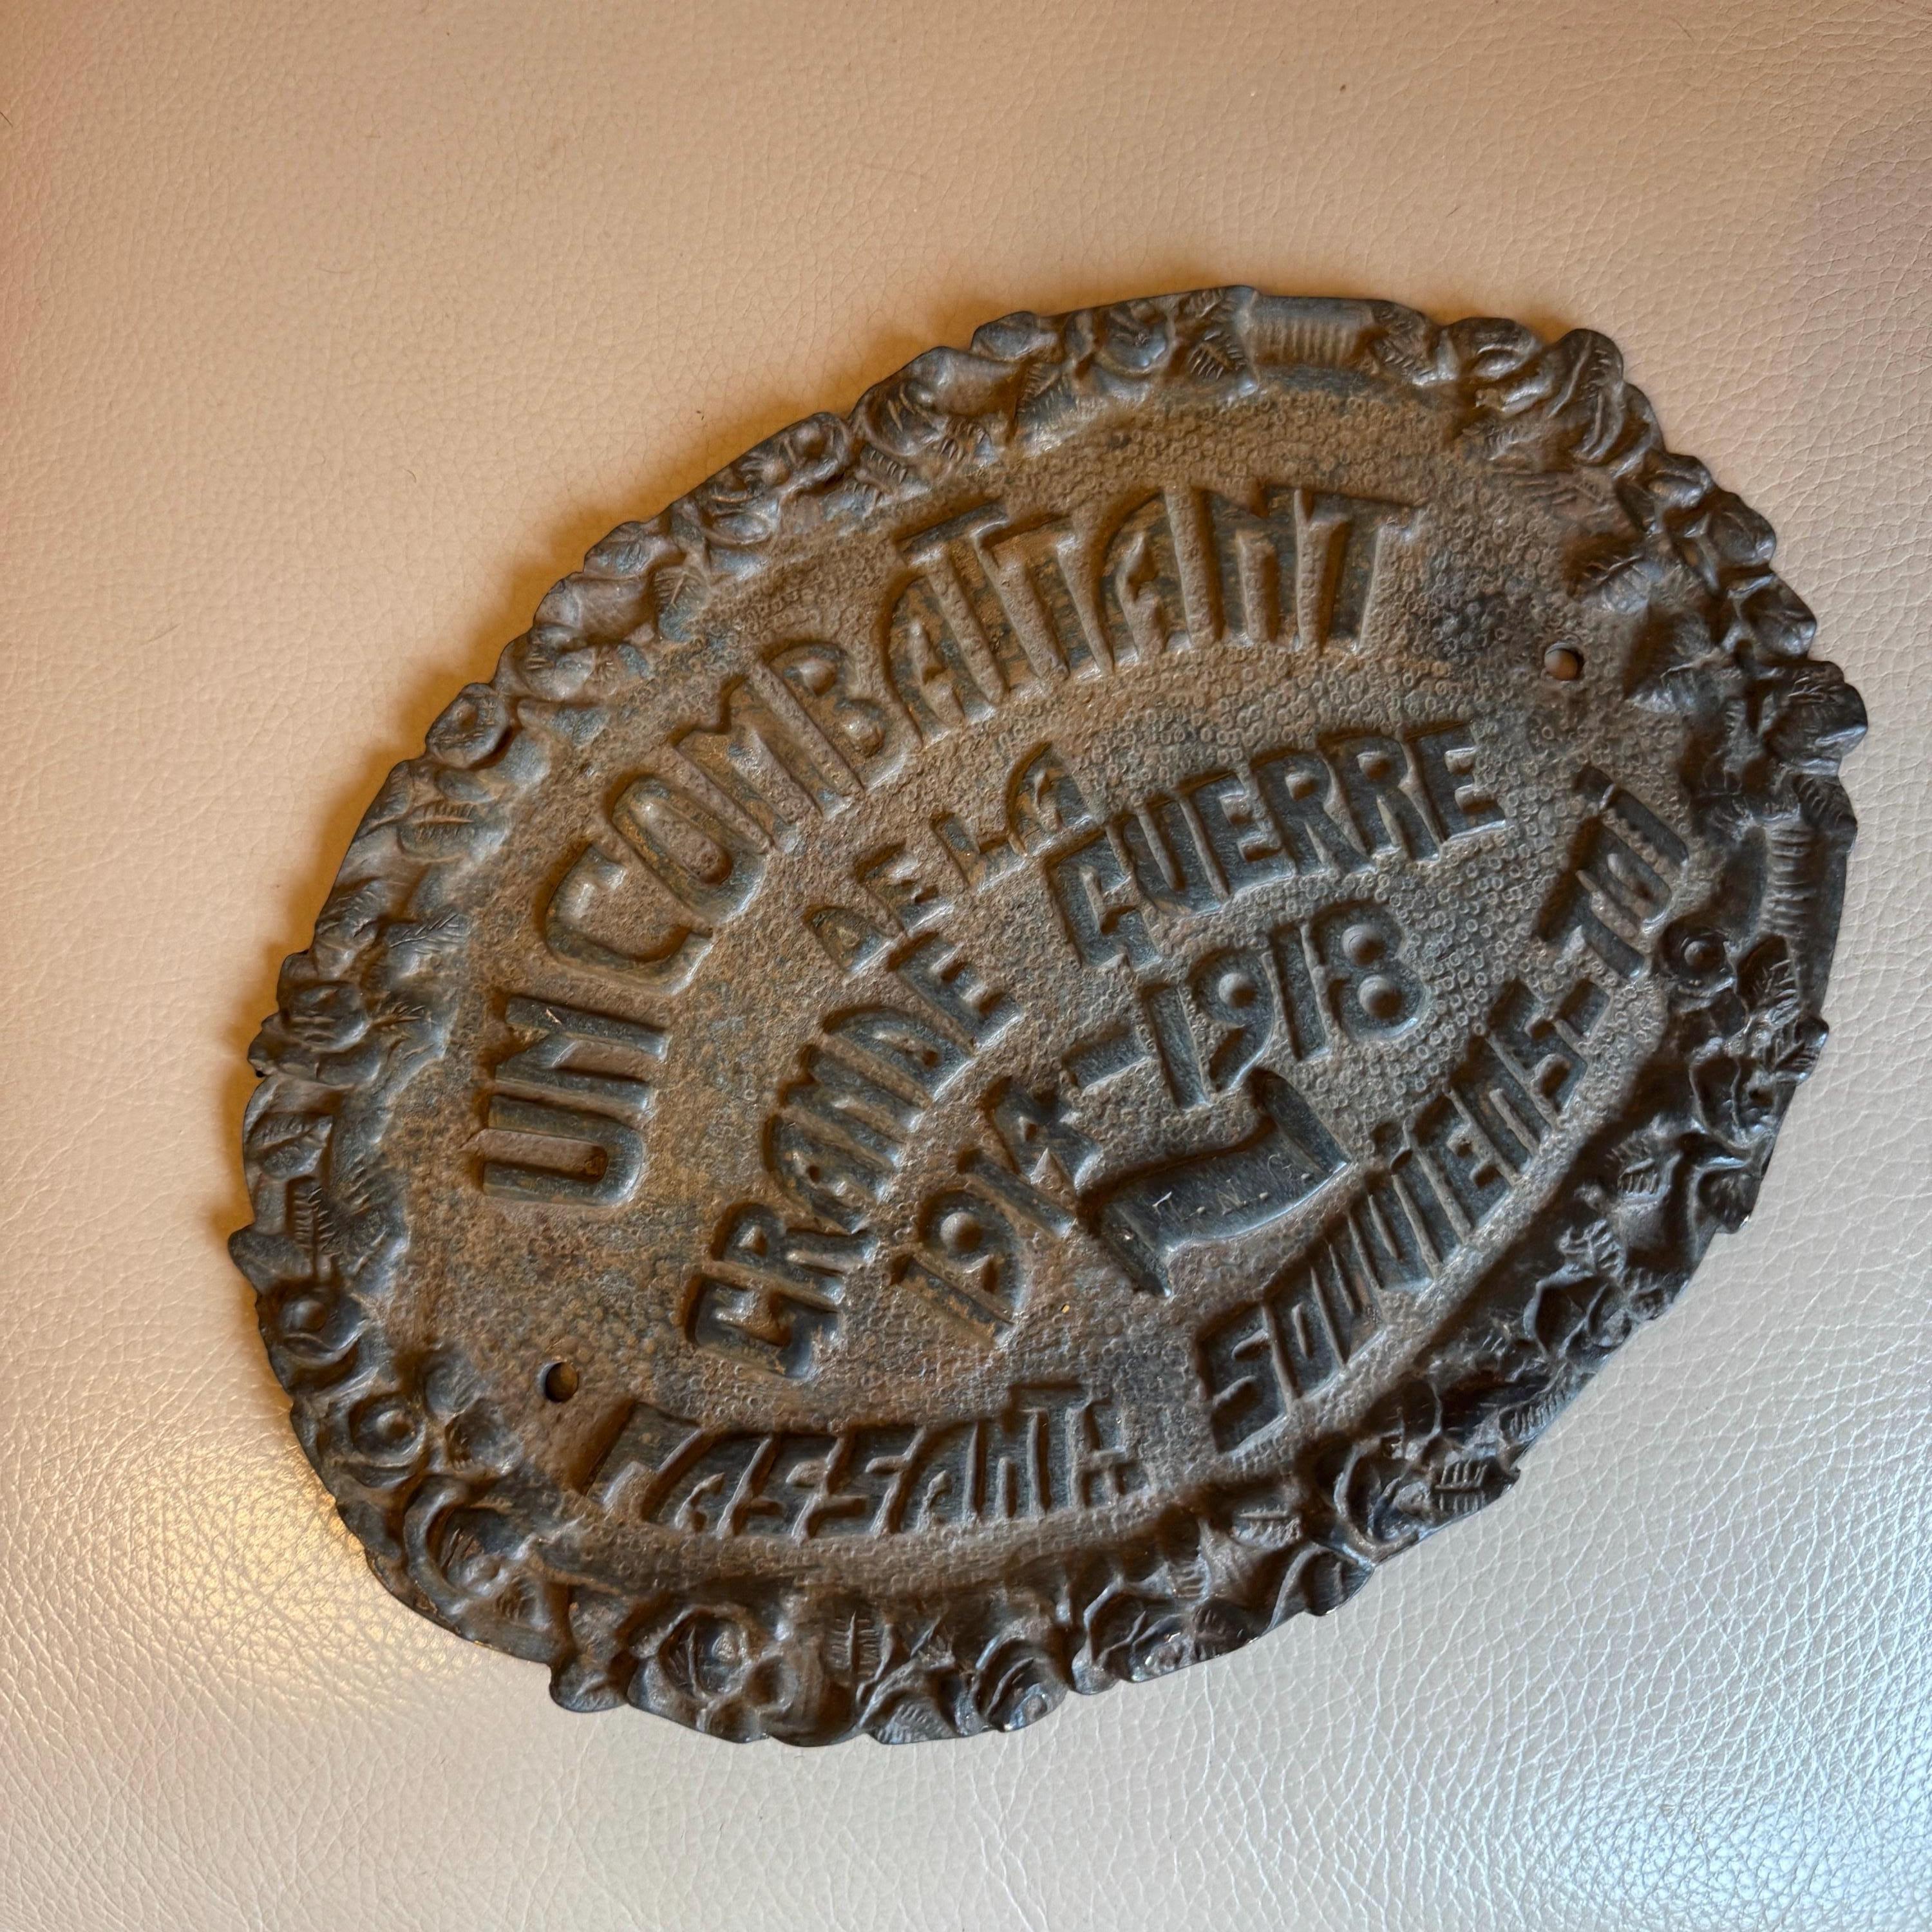 UN COMBATTANT
DE LA
GRANDE GUERRE
1914-1918
U.N.C.
PASSANT SOUVIENS-TOI